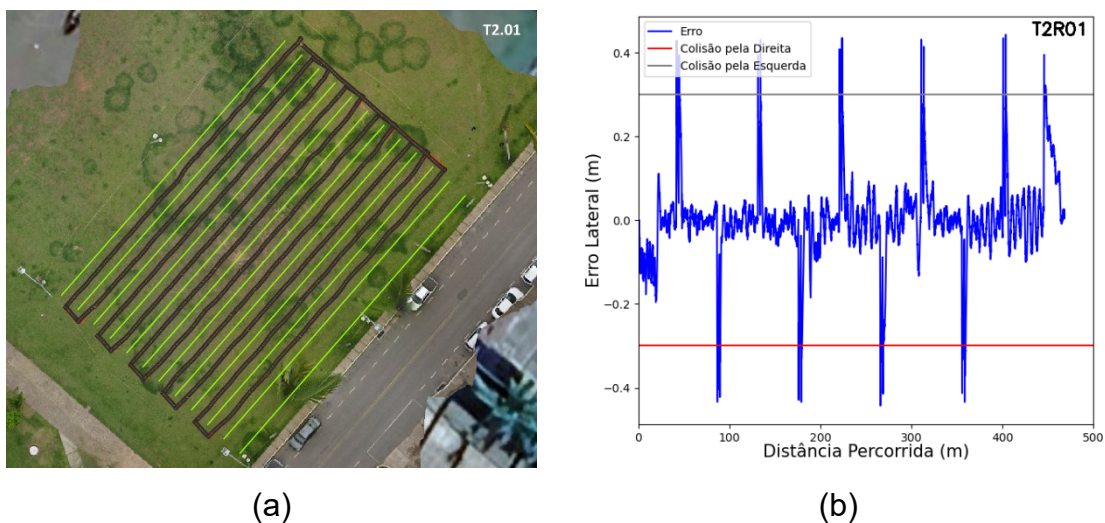 T2.01
T2R01
Erro
Colisão pela Direita
Colisão pela Esquerda
Erro Lateral (m)
0.4
0.2
0.0
−0.2
−0.4
0
100
200
300
400
500
Distância Percorrida (m)
(a)
(b)